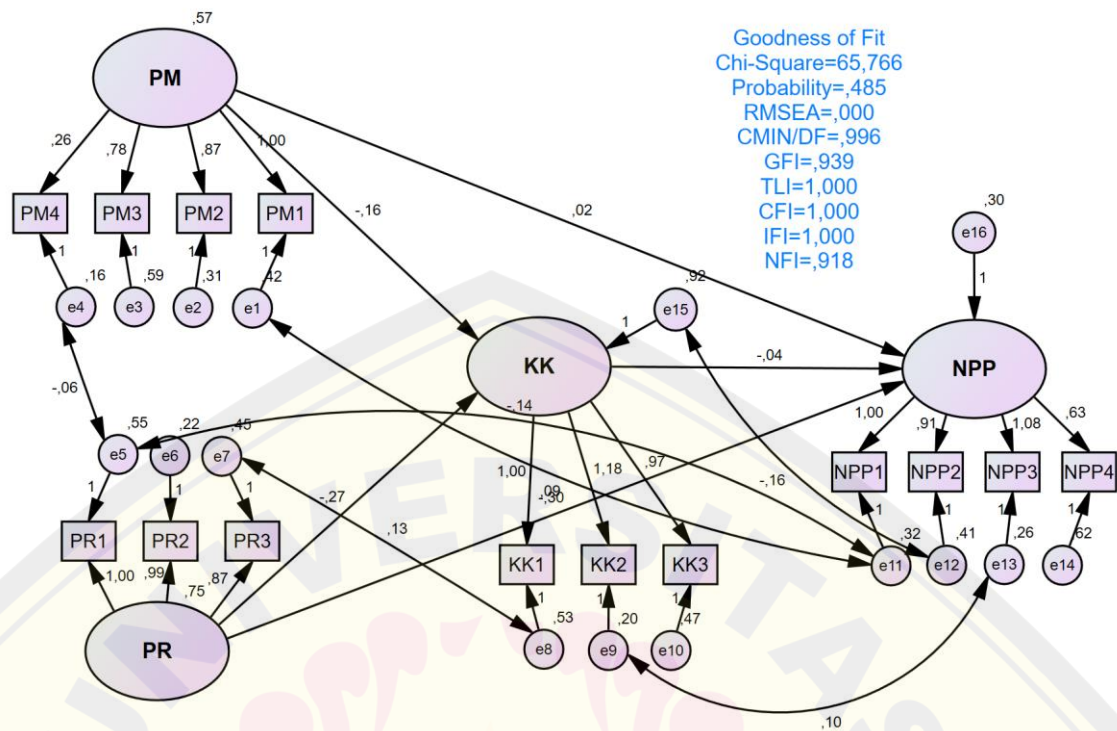 ,57
PM
Goodness of Fit
Chi-Square=65,766
Probability=,485
RMSEA=,000
CMIN/DF=,996
GFI=,939
TLI=1,000
CFI=1,000
IFI=1,000
NFI=,918
,26
,78
,87
1,00
PM4
PM3
PM2
PM1
-,16
,02
,30
e16
1
1
1
1
1
,16
,59
,31
,42
e4
e3
e2
e1
,92
e15
1
KK
-,04
NPP
-,06
-,14
,55
,22
,45
e5
e6
e7
1,00
,91
1,08
,63
NPP1
NPP2
NPP3
NPP4
1
1
1
1,00
1,18
,97
-,16
-,27
,09
-,30
,13
PR1
PR2
PR3
1
1
1
1
,32
,41
,26
,62
e11
e12
e13
e14
KK1
KK2
KK3
1,00
,99
,75
,87
1
1
1
,53
,20
,47
PR
e8
e9
e10
,10
UNIVERSITAS